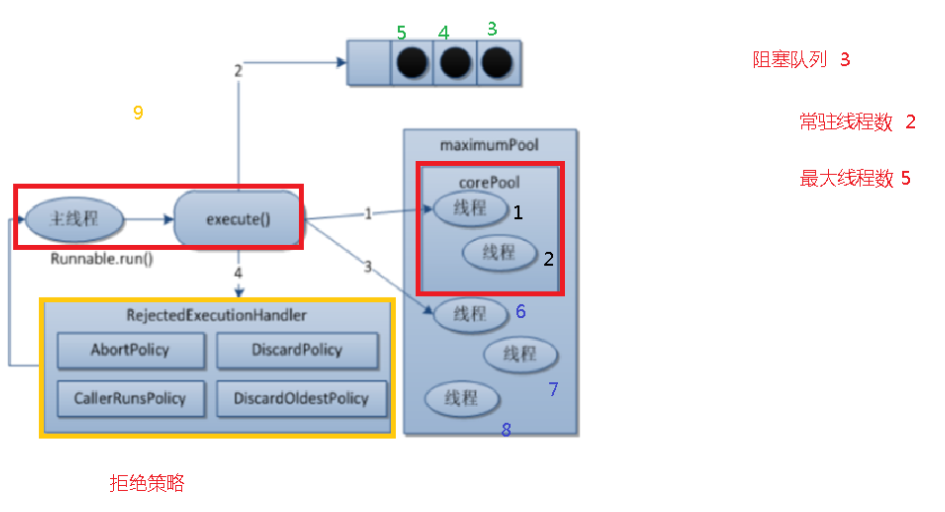 5 4 3
阻塞队列 3
2
9
常驻线程数 2
maximumPool
最大线程数 5
corePool
主线程
execute()
1
线程 1
线程 2
Runnable.run()
4
3
RejectedExecutionHandler
线程 6
AbortPolicy
DiscardPolicy
线程
7
CallerRunsPolicy
DiscardOldestPolicy
线程
8
拒绝策略